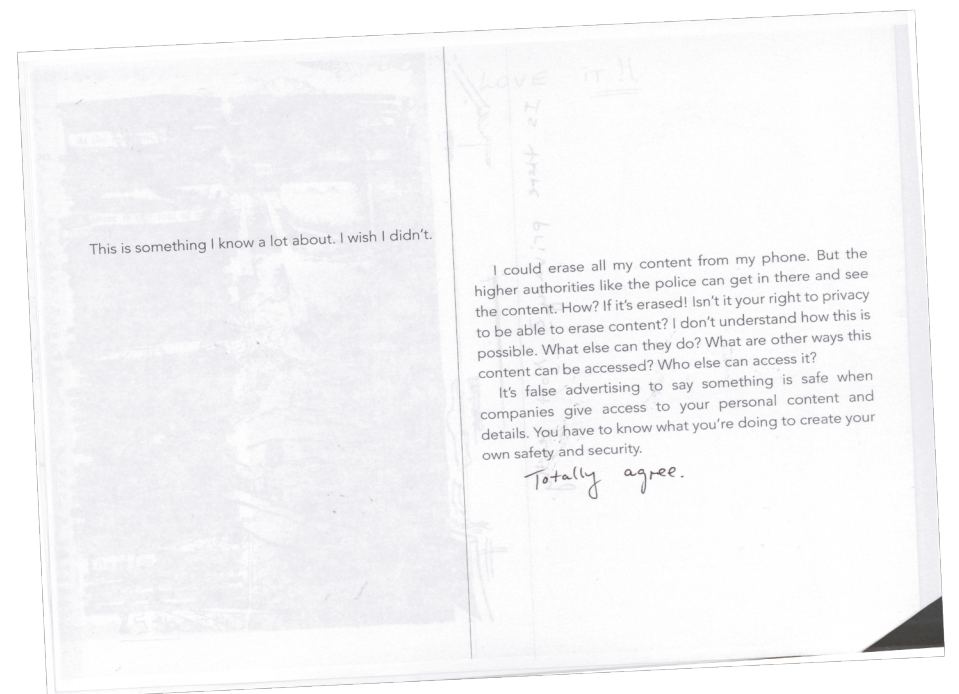 This is something I know a lot about. I wish I didn't.
I could erase all my content from my phone. But the
higher authorities like the police can get in there and see
the content. How? If it's erased! Isn't it your right to privacy
to be able to erase content? I don't understand how this is
possible. What else can they do? What are other ways this
content can be accessed? Who else can access it?
It's false advertising to say something is safe when
companies give access to your personal content and
details. You have to know what you're doing to create your
own safety and security.
Totally agree.
LOVE IT!!
Is there